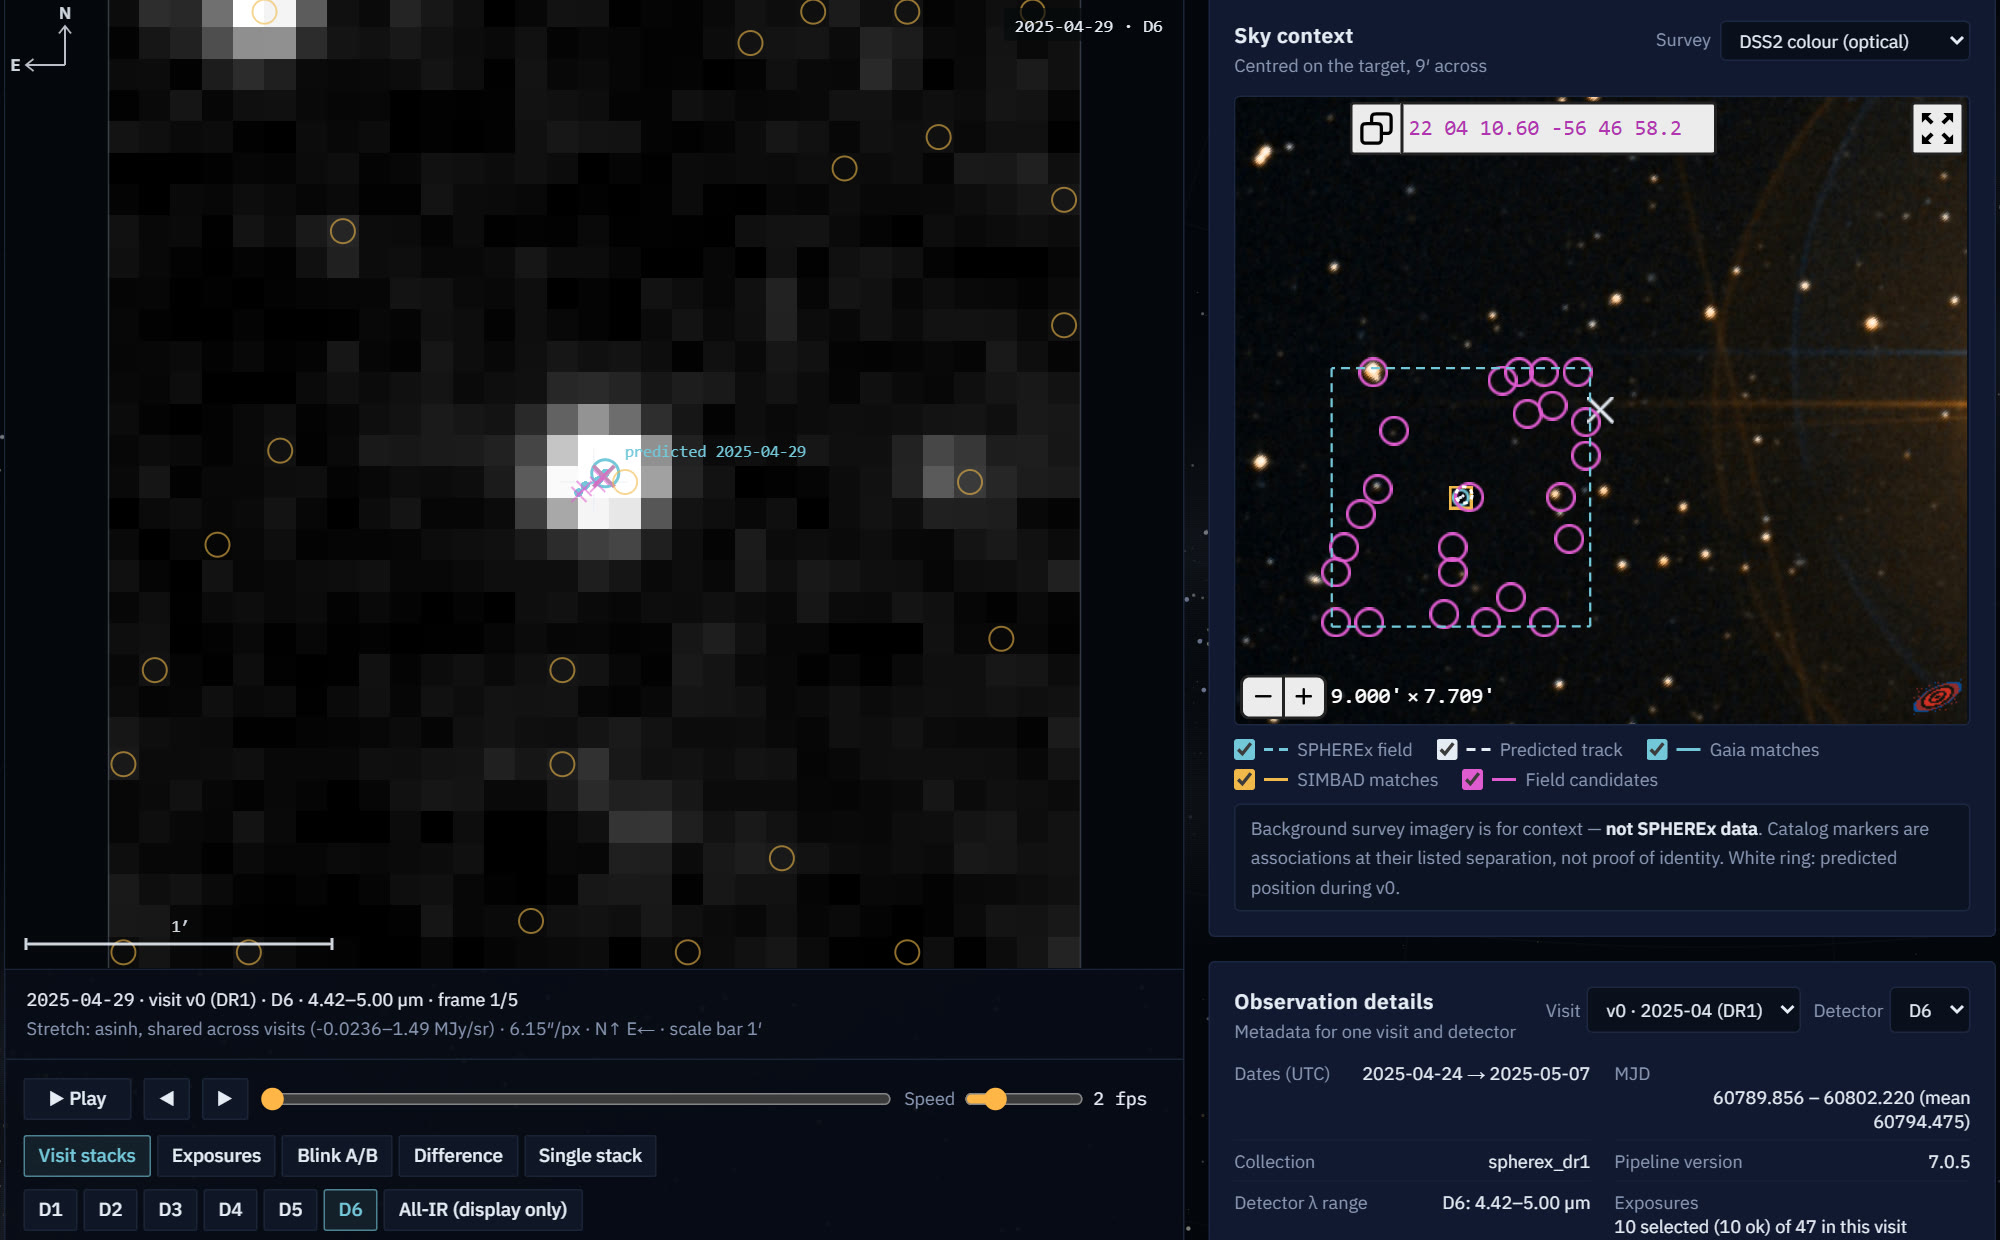 N
E
2025-04-29 · D6
predicted 2025-04-29
1′
2025-04-29 · visit v0 (DR1) · D6 · 4.42–5.00 μm · frame 1/5
Stretch: asinh, shared across visits (-0.0236–1.49 MJy/sr) · 6.15″/px · N↑ E← · scale bar 1′
▶ Play
◀
▶
Speed
2 fps
Visit stacks
Exposures
Blink A/B
Difference
Single stack
D1
D2
D3
D4
D5
D6
All-IR (display only)
Sky context
Centred on the target, 9′ across
Survey
DSS2 colour (optical)
22 04 10.60 -56 46 58.2
− + 9.000' × 7.709'
SPHEREx field
Predicted track
Gaia matches
SIMBAD matches
Field candidates
Background survey imagery is for context — not SPHEREx data. Catalog markers are
associations at their listed separation, not proof of identity. White ring: predicted
position during v0.
Observation details
Metadata for one visit and detector
Visit
v0 · 2025-04 (DR1)
Detector
D6
Dates (UTC)
2025-04-24 → 2025-05-07
MJD
60789.856 – 60802.220 (mean
60794.475)
Collection
spherex_dr1
Pipeline version
7.0.5
Detector λ range
D6: 4.42–5.00 μm
Exposures
10 selected (10 ok) of 47 in this visit